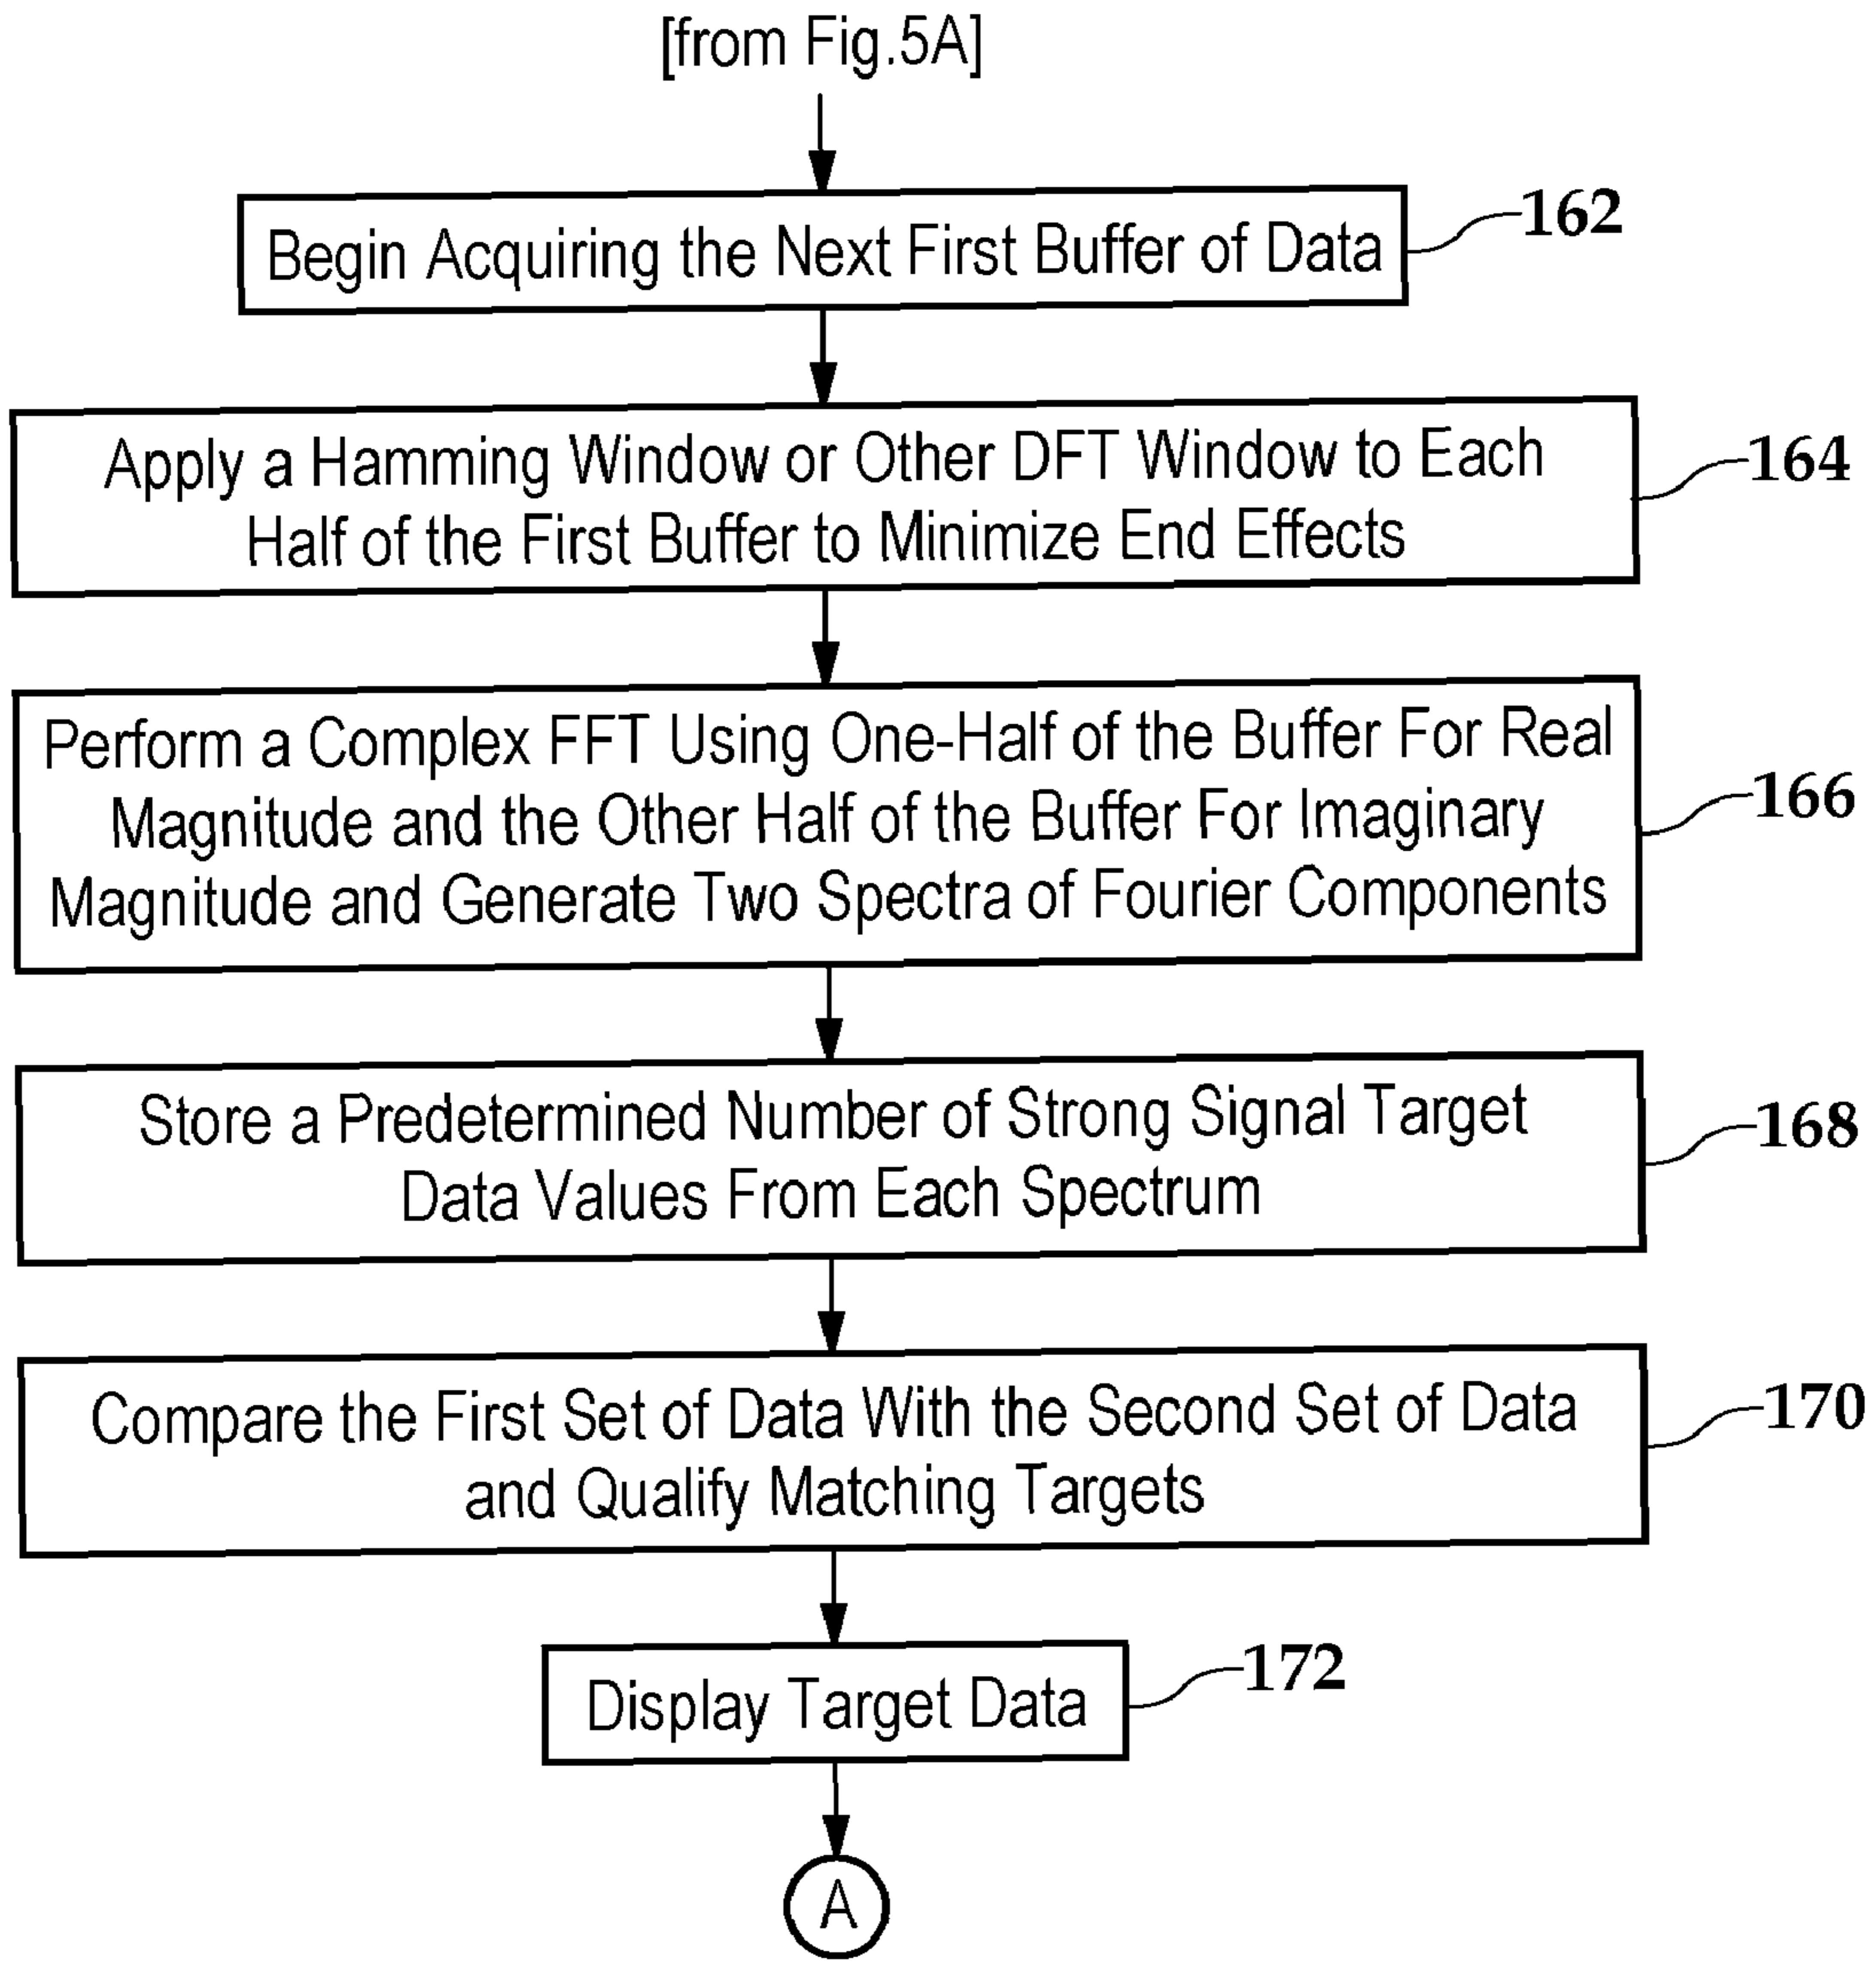 [from Fig.5A]
Begin Acquiring the Next First Buffer of Data
162
Apply a Hamming Window or Other DFT Window to Each
Half of the First Buffer to Minimize End Effects
164
Perform a Complex FFT Using One-Half of the Buffer For Real
Magnitude and the Other Half of the Buffer For Imaginary
Magnitude and Generate Two Spectra of Fourier Components
166
Store a Predetermined Number of Strong Signal Target
Data Values From Each Spectrum
168
Compare the First Set of Data With the Second Set of Data
and Qualify Matching Targets
170
Display Target Data
172
A